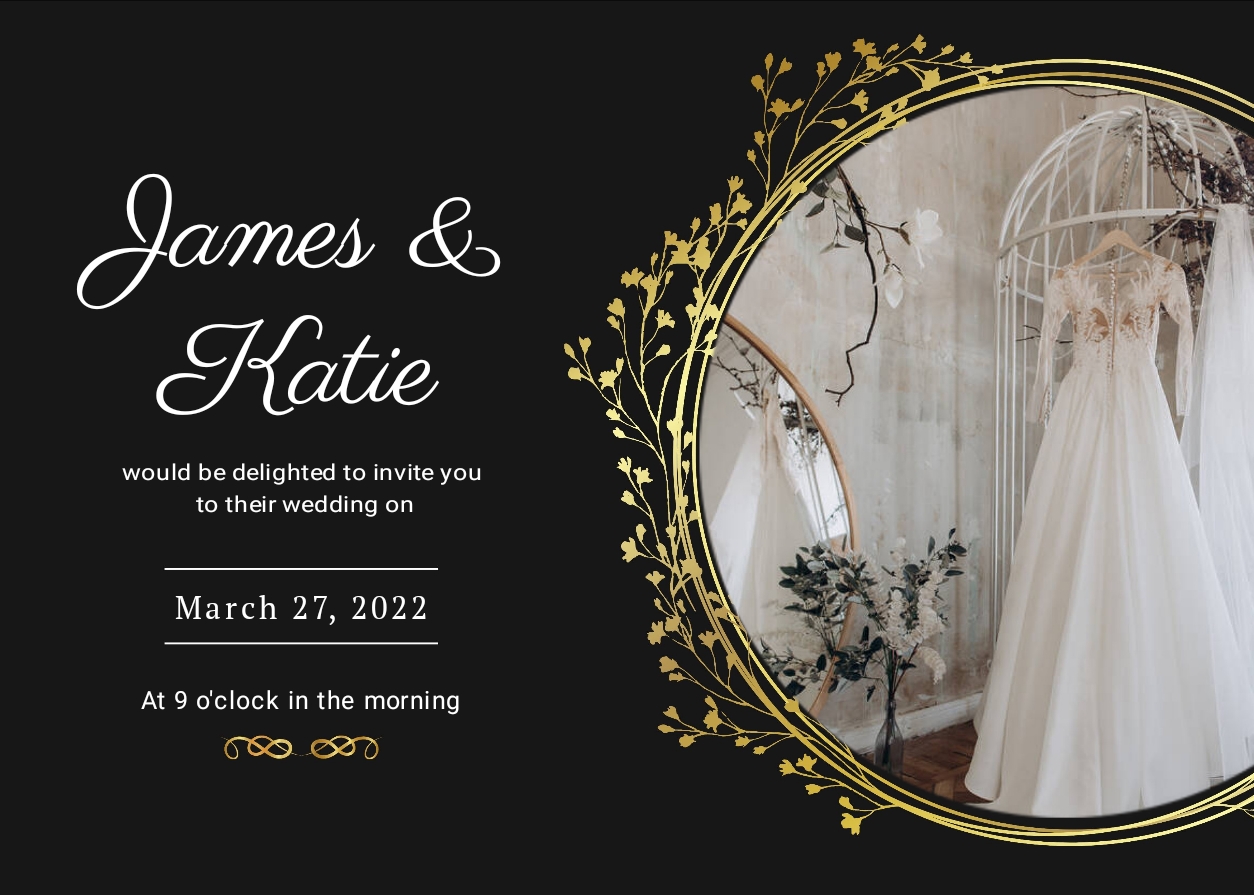 James &
Katie
would be delighted to invite you
to their wedding on
March 27, 2022
At 9 o'clock in the morning